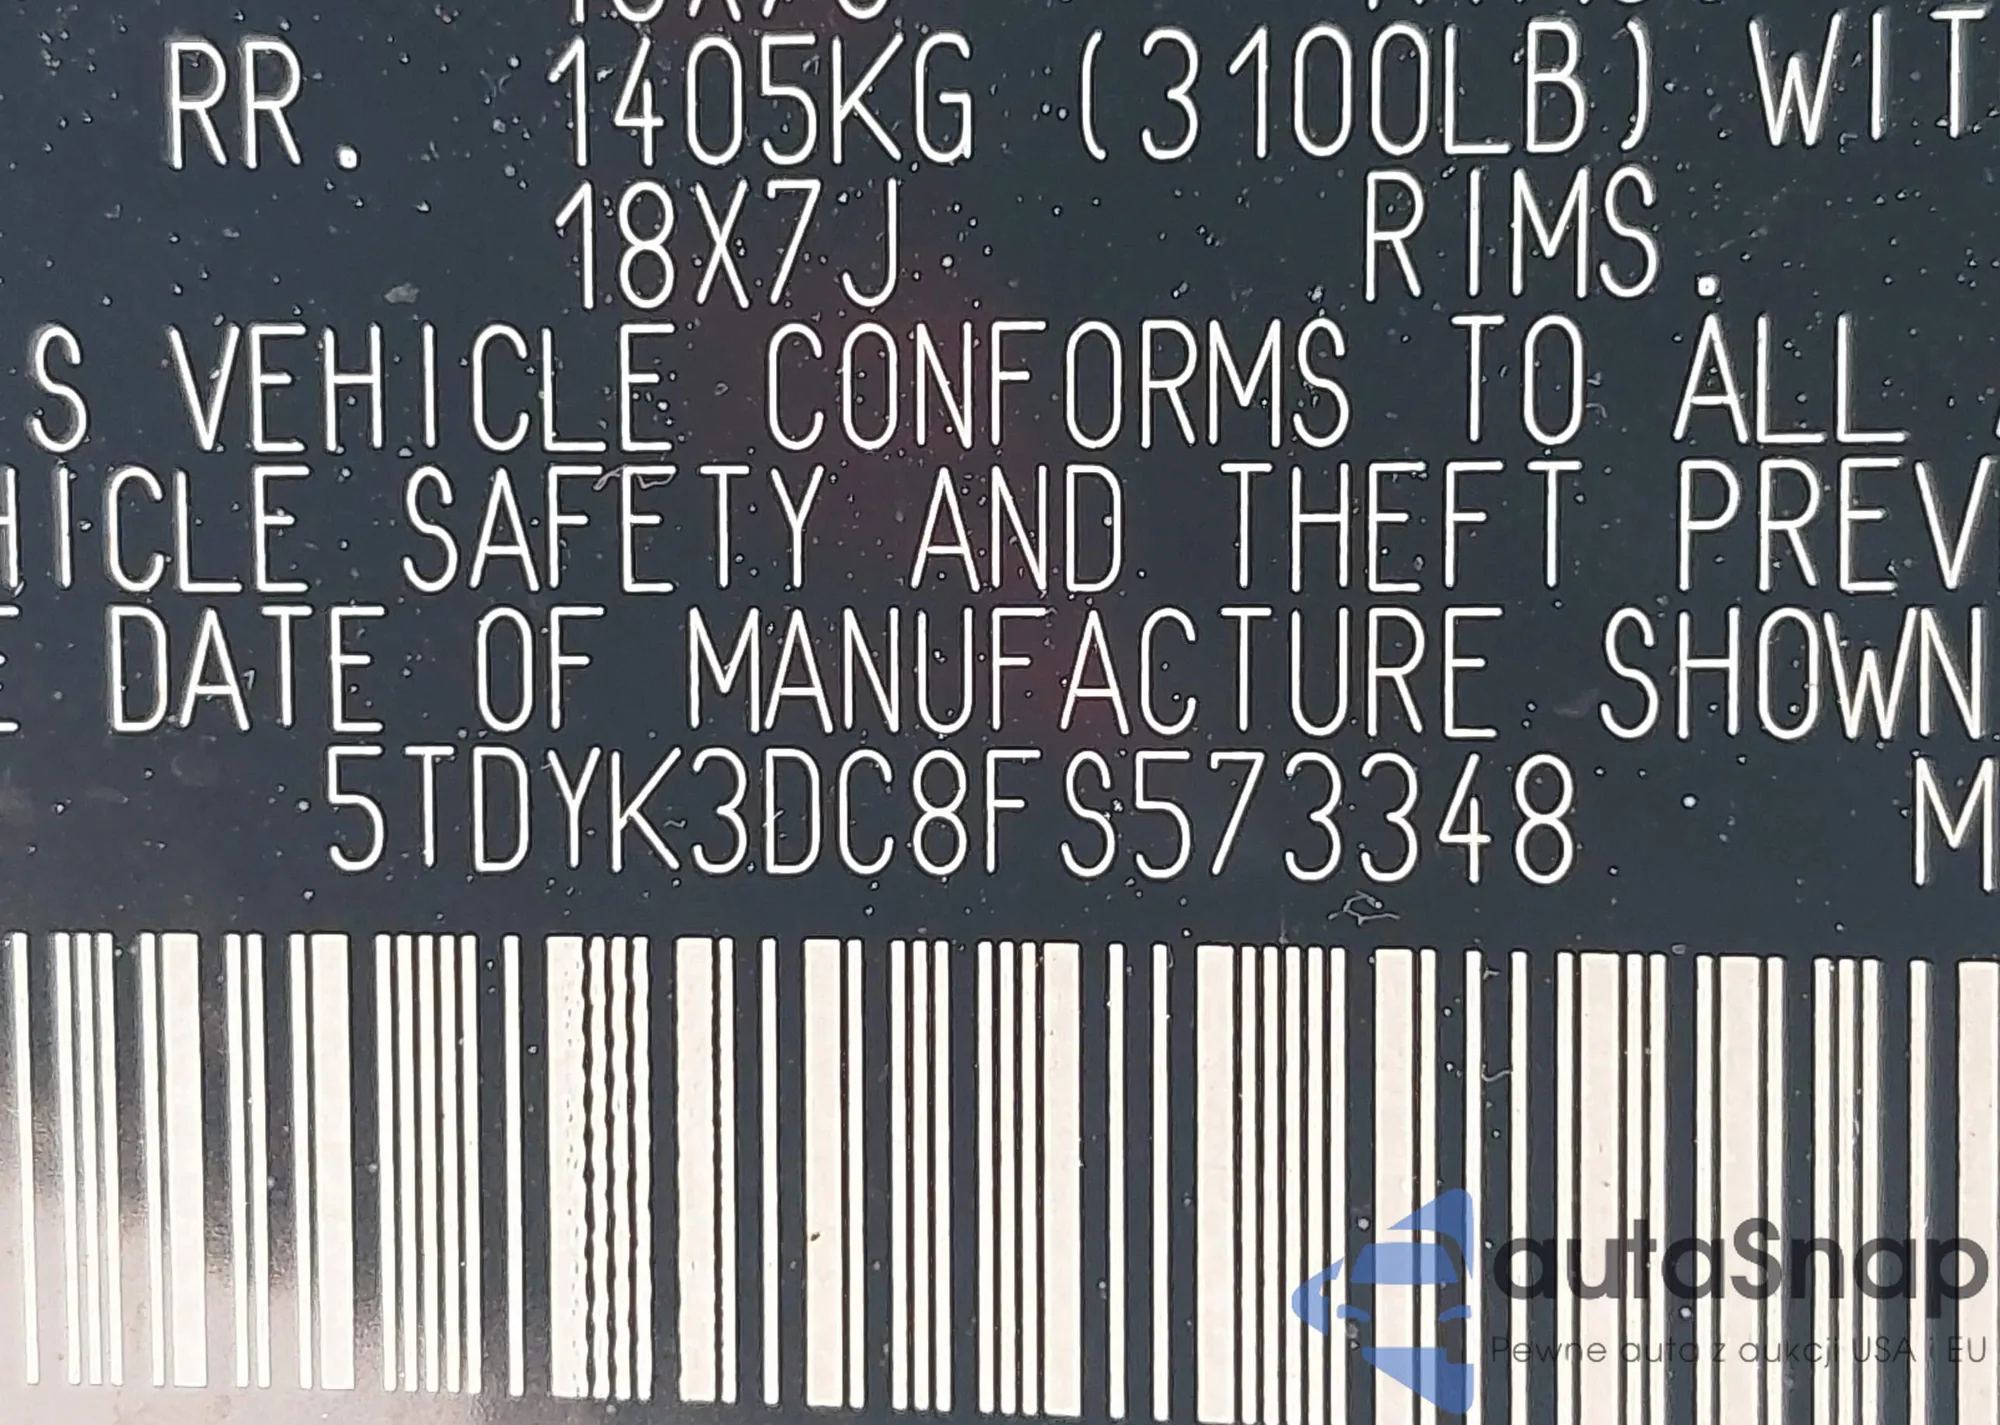 RR. 1405KG (3100LB) WIT
18X7J RIMS.
S VEHICLE CONFORMS TO ALL
HICLE SAFETY AND THEFT PREV
E DATE OF MANUFACTURE SHOWN
5TDYK3DC8FS573348 M
autaSnap
Pewne auta z aukcji USA i EU